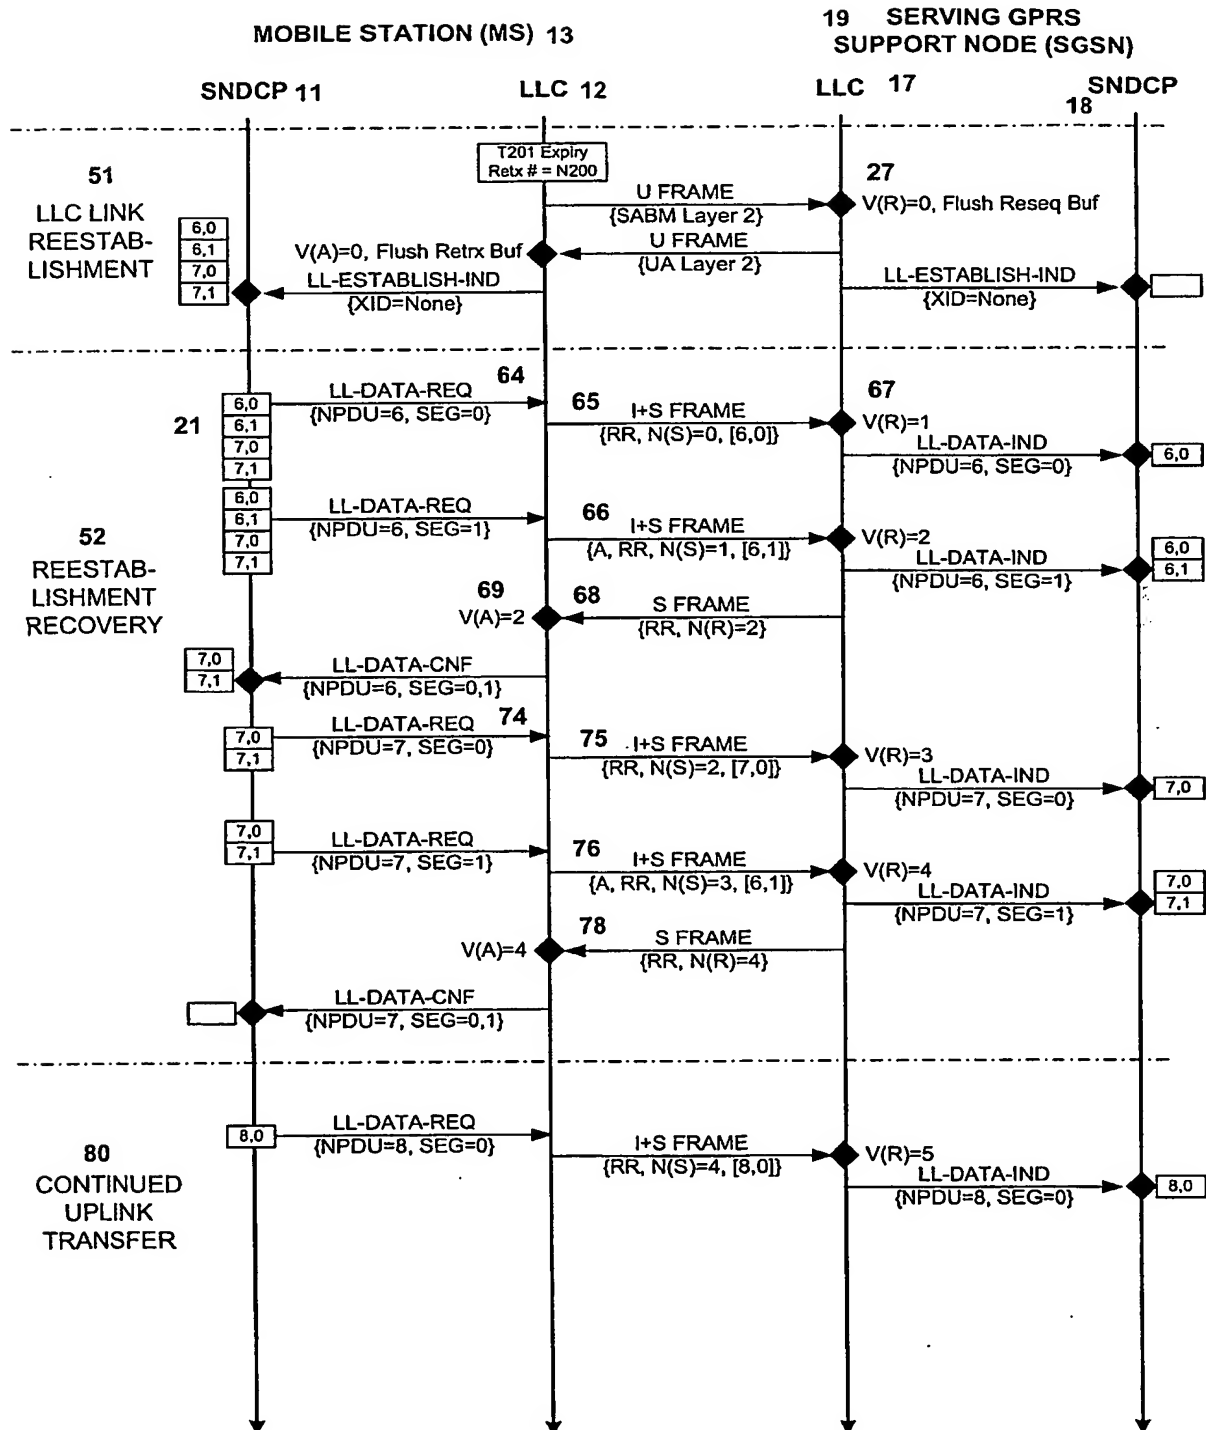 MOBILE STATION (MS) 13
19 SERVING GPRS
SUPPORT NODE (SGSN)
SNDCP 11
LLC 12
LLC 17
SNDCP
18
T201 Expiry
Retx # = N200
51
LLC LINK
REESTAB-
LISHMENT
U FRAME
{SABM Layer 2}
27
V(R)=0, Flush Reseq Buf
6,0
6,1
7,0
7,1
V(A)=0, Flush Retrx Buf
U FRAME
{UA Layer 2}
LL-ESTABLISH-IND
{XID=None}
LL-ESTABLISH-IND
{XID=None}
21
6,0
6,1
7,0
7,1
LL-DATA-REQ
{NPDU=6, SEG=0}
64
65
I+S FRAME
{RR, N(S)=0, [6,0]}
67
V(R)=1
LL-DATA-IND
{NPDU=6, SEG=0}
6,0
52
REESTAB-
LISHMENT
RECOVERY
6,0
6,1
7,0
7,1
LL-DATA-REQ
{NPDU=6, SEG=1}
66
I+S FRAME
{A, RR, N(S)=1, [6,1]}
V(R)=2
LL-DATA-IND
{NPDU=6, SEG=1}
6,0
6,1
69
V(A)=2
68
S FRAME
{RR, N(R)=2}
7,0
7,1
LL-DATA-CNF
{NPDU=6, SEG=0,1}
7,0
7,1
LL-DATA-REQ
{NPDU=7, SEG=0}
74
75
I+S FRAME
{RR, N(S)=2, [7,0]}
V(R)=3
LL-DATA-IND
{NPDU=7, SEG=0}
7,0
7,0
7,1
LL-DATA-REQ
{NPDU=7, SEG=1}
76
I+S FRAME
{A, RR, N(S)=3, [6,1]}
V(R)=4
LL-DATA-IND
{NPDU=7, SEG=1}
7,0
7,1
78
V(A)=4
S FRAME
{RR, N(R)=4}
LL-DATA-CNF
{NPDU=7, SEG=0,1}
80
CONTINUED
UPLINK
TRANSFER
8,0
LL-DATA-REQ
{NPDU=8, SEG=0}
I+S FRAME
{RR, N(S)=4, [8,0]}
V(R)=5
LL-DATA-IND
{NPDU=8, SEG=0}
8,0